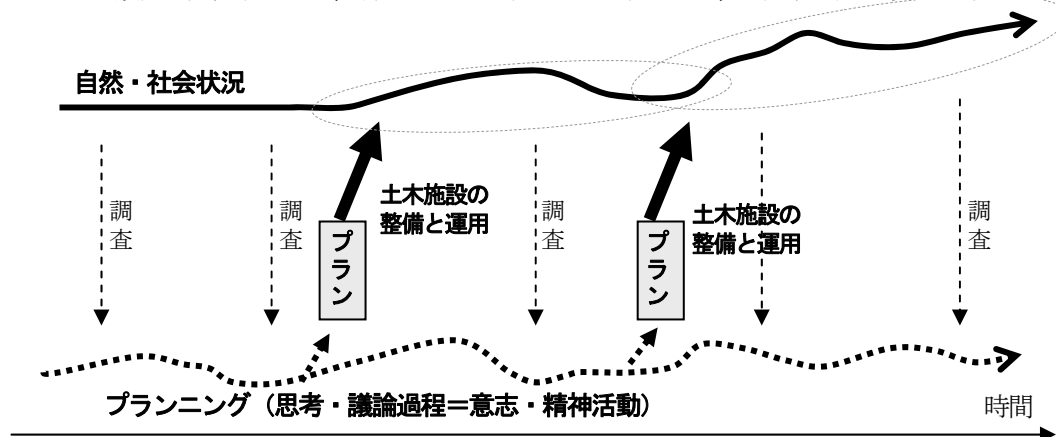 自然・社会状況
調査
調査
土木施設の
整備と運用
プラン
調査
土木施設の
整備と運用
プラン
調査
プランニング（思考・議論過程＝意志・精神活動）
時間